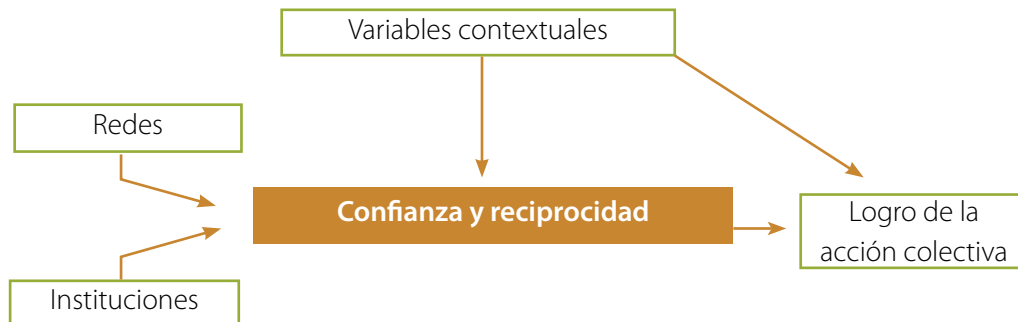 Variables contextuales
Redes
Confianza y reciprocidad
Logro de la
acción colectiva
Instituciones